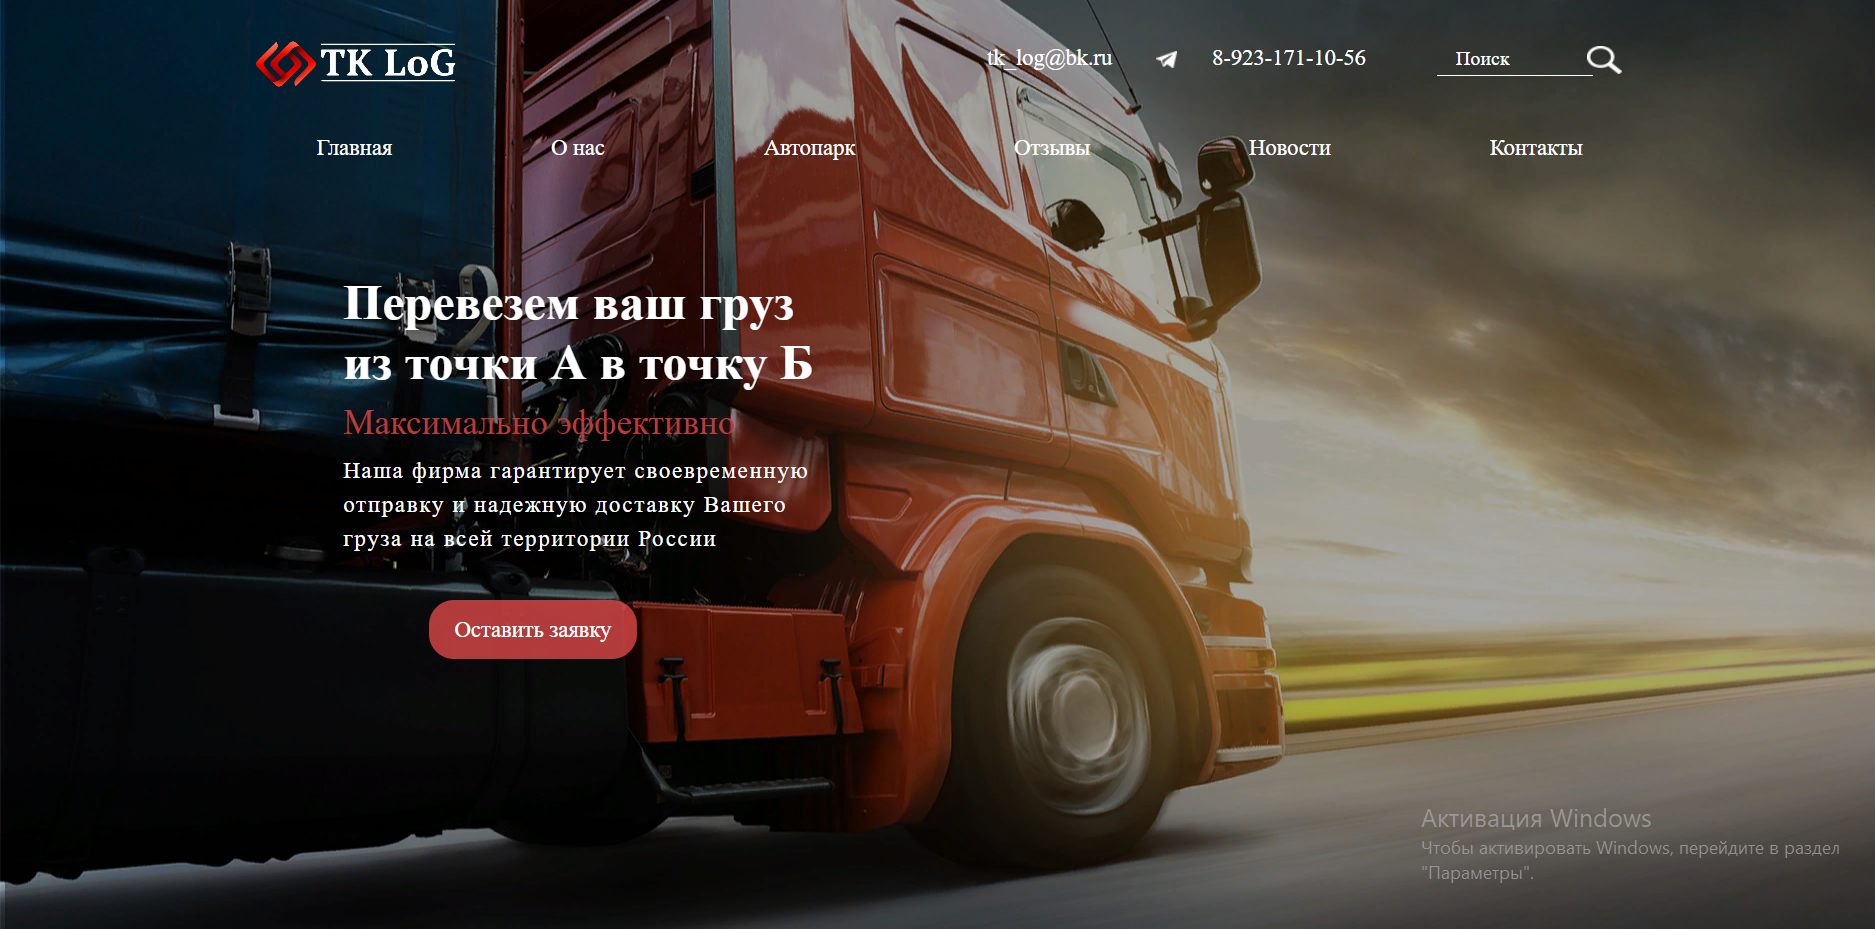 TK LoG
tk_log@bk.ru
8-923-171-10-56
Поиск
Главная
О нас
Автопарк
Отзывы
Новости
Контакты
Перевезем ваш груз
из точки А в точку Б
Максимально эффективно
Наша фирма гарантирует своевременную
отправку и надежную доставку Вашего
груза на всей территории России
Оставить заявку
Активация Windows
Чтобы активировать Windows, перейдите в раздел
"Параметры".